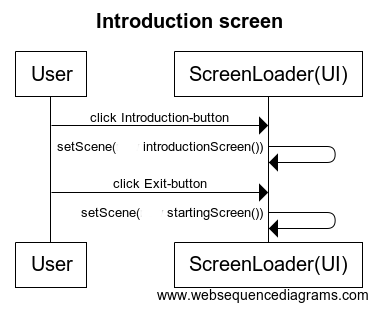 Introduction screen
User
ScreenLoader(UI)
click Introduction-button
setScene( introductionScreen())
click Exit-button
setScene( startingScreen())
User
ScreenLoader(UI)
www.websequencediagrams.com